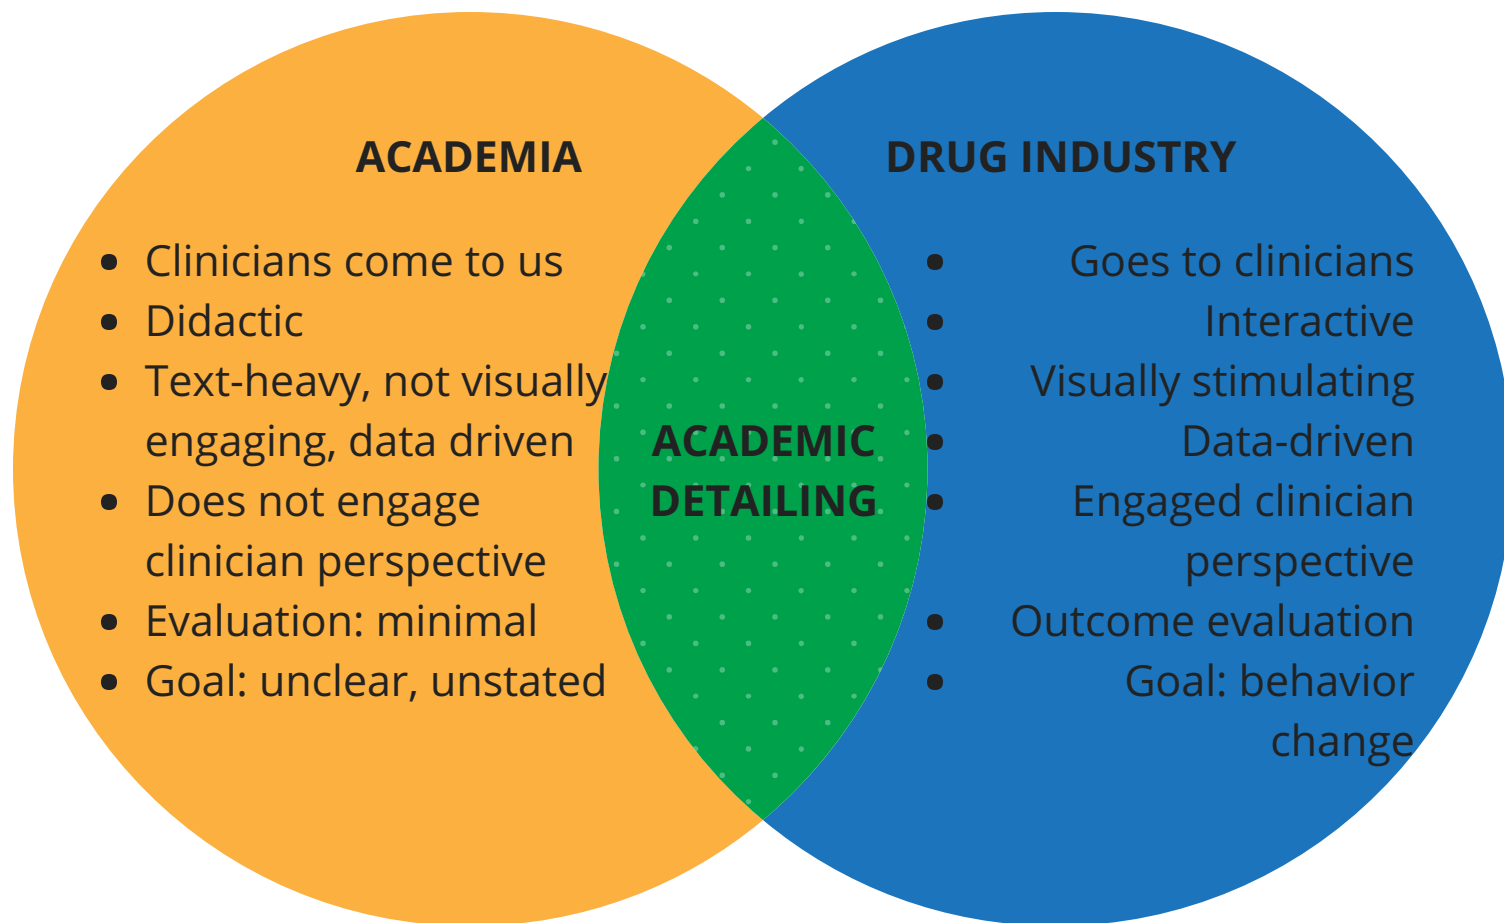 ACADEMIA
• Clinicians come to us
• Didactic
• Text-heavy, not visually
engaging, data driven
• Does not engage
clinician perspective
• Evaluation: minimal
• Goal: unclear, unstated
ACADEMIC
DETAILING
DRUG INDUSTRY
• Goes to clinicians
• Interactive
• Visually stimulating
• Data-driven
• Engaged clinician
perspective
• Outcome evaluation
• Goal: behavior
change